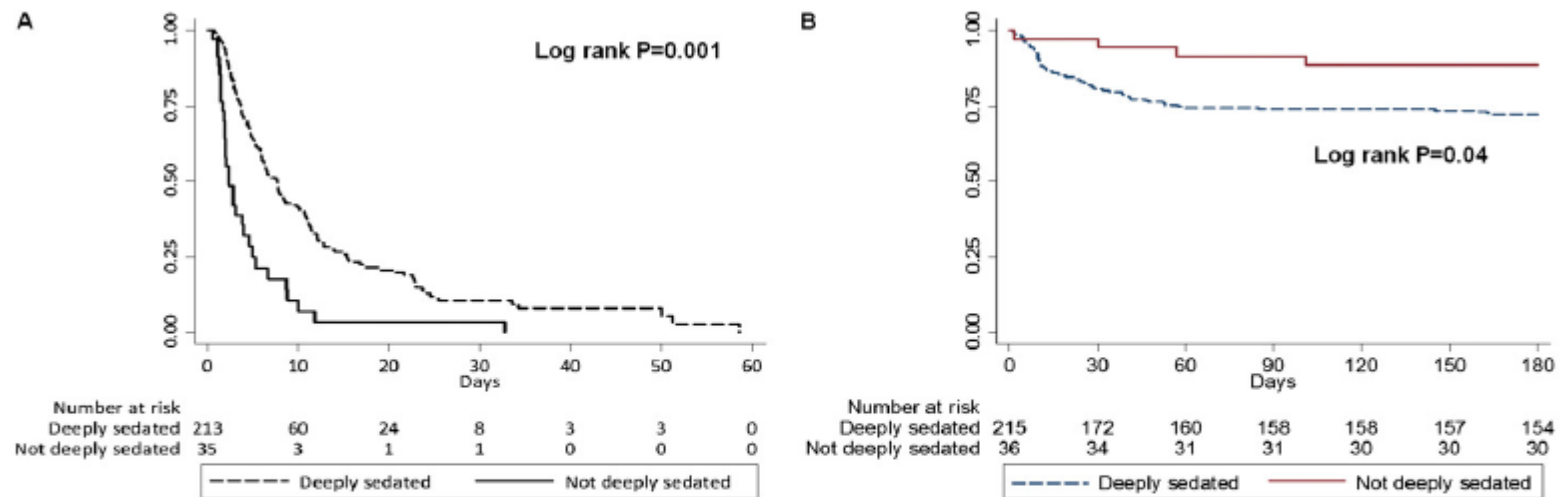 A
Log rank P=0.001
1.00
0.75
0.50
0.25
0.00
0 10 20 30 40 50 60
Days
Number at risk
Deeply sedated 213 60 24 8 3 3 0
Not deeply sedated 35 3 1 1 0 0 0
Deeply sedated Not deeply sedated
B
1.00
0.75
0.50
0.25
0.00
Log rank P=0.04
0 30 60 90 120 150 180
Days
Number at risk
Deeply sedated 215 172 160 158 158 157 154
Not deeply sedated 36 34 31 31 30 30 30
Deeply sedated Not deeply sedated